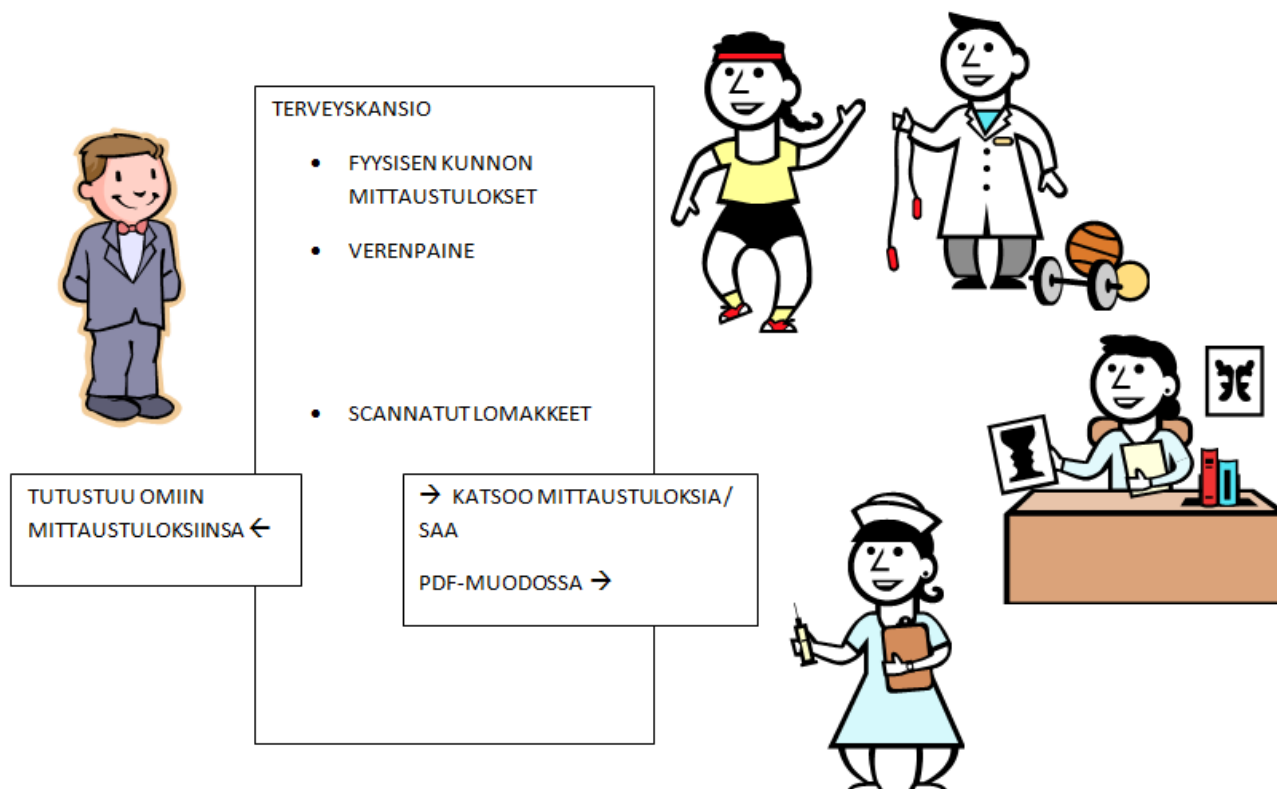 TERVEYSKANSIO
• FYYSISEN KUNNON
MITTAUSTULOKSET
• VERENPAINE
• SCANNATUT LOMAKKEET
TUTUSTUU OMIIN
MITTAUSTULOKSIINSA ←
→ KATSOO MITTAUSTULOKSIA/
SAA
PDF-MUODOSSA →